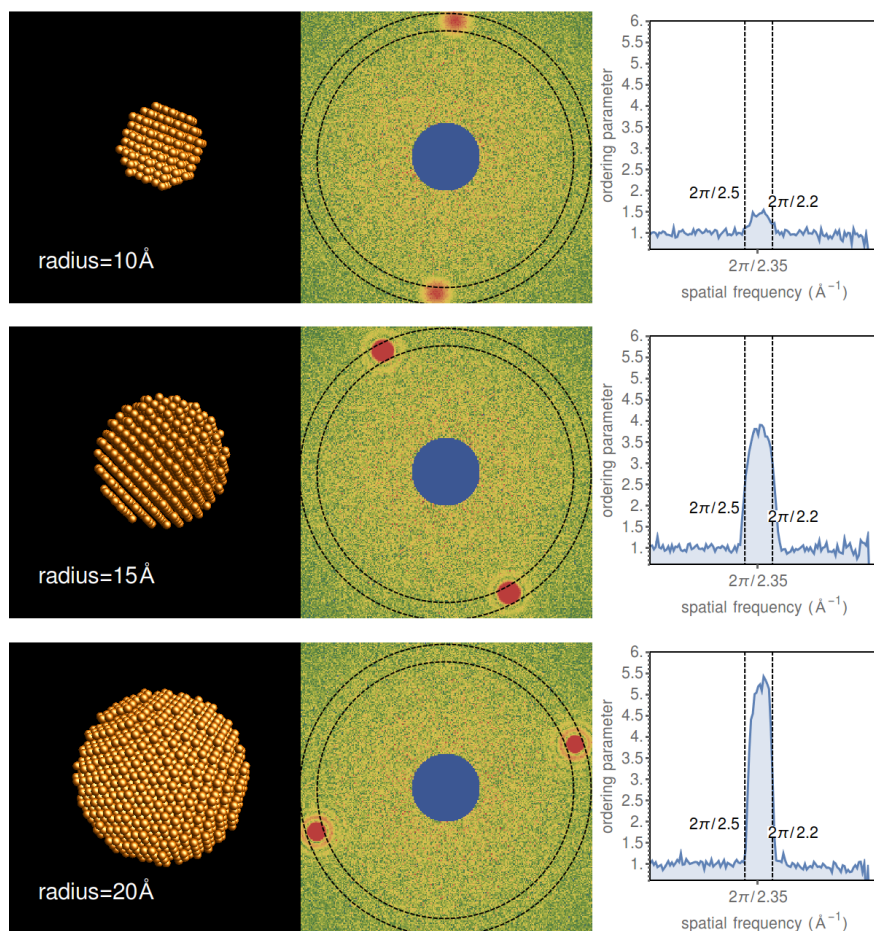 radius=10Å
6.
5.5
5.
4.5
4.
3.5
3.
2.5
2.
1.5
1.
ordering parameter
2π/2.5
2π/2.2
2π/2.35
spatial frequency (Å⁻¹)
radius=15Å
6.
5.5
5.
4.5
4.
3.5
3.
2.5
2.
1.5
1.
ordering parameter
2π/2.5
2π/2.2
2π/2.35
spatial frequency (Å⁻¹)
radius=20Å
6.
5.5
5.
4.5
4.
3.5
3.
2.5
2.
1.5
1.
ordering parameter
2π/2.5
2π/2.2
2π/2.35
spatial frequency (Å⁻¹)